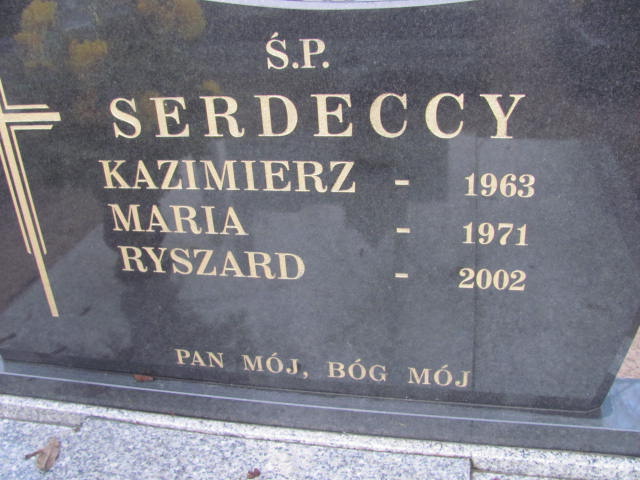 Ś.P.
SERDECCY
KAZIMIERZ - 1963
MARIA - 1971
RYSZARD - 2002
PAN MÓJ, BÓG MÓJ